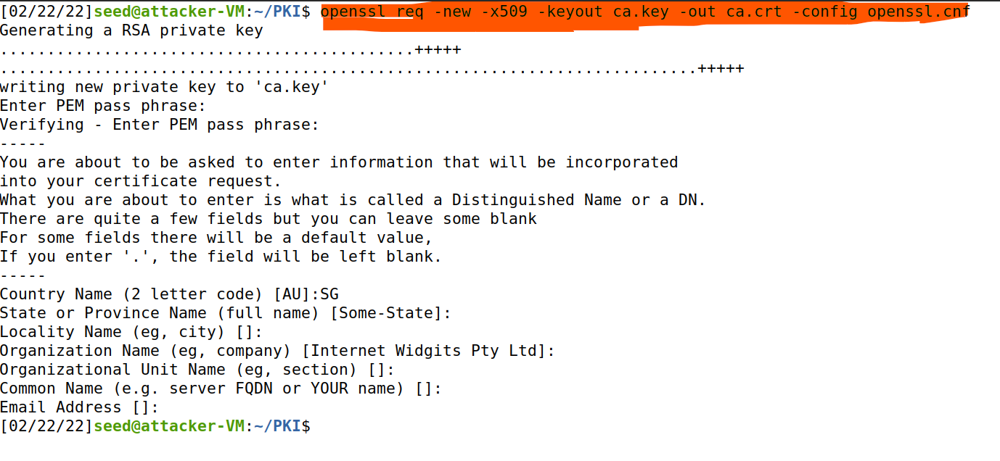 [02/22/22]seed@attacker-VM:~/PKI$ openssl req -new -x509 -keyout ca.key -out ca.crt -config openssl.cnf
Generating a RSA private key
............................................+++++
..........................................................................+++++
writing new private key to 'ca.key'
Enter PEM pass phrase:
Verifying - Enter PEM pass phrase:
-----
You are about to be asked to enter information that will be incorporated
into your certificate request.
What you are about to enter is what is called a Distinguished Name or a DN.
There are quite a few fields but you can leave some blank
For some fields there will be a default value,
If you enter '.', the field will be left blank.
-----
Country Name (2 letter code) [AU]:SG
State or Province Name (full name) [Some-State]:
Locality Name (eg, city) []:
Organization Name (eg, company) [Internet Widgits Pty Ltd]:
Organizational Unit Name (eg, section) []:
Common Name (e.g. server FQDN or YOUR name) []:
Email Address []:
[02/22/22]seed@attacker-VM:~/PKI$